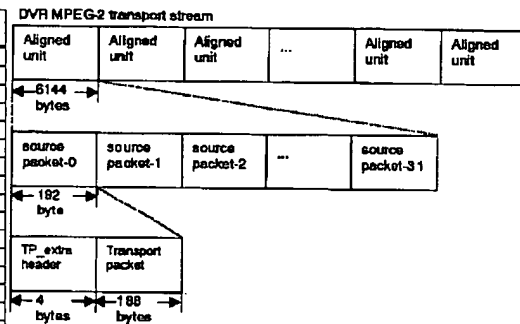 DVR MPEG-2 transport stream
Aligned unit
Aligned unit
Aligned unit
...
Aligned unit
Aligned unit
6144 bytes
source packet-0
source packet-1
source packet-2
...
source packet-31
192 byte
TP_extra header
Transport packet
4 bytes
188 bytes